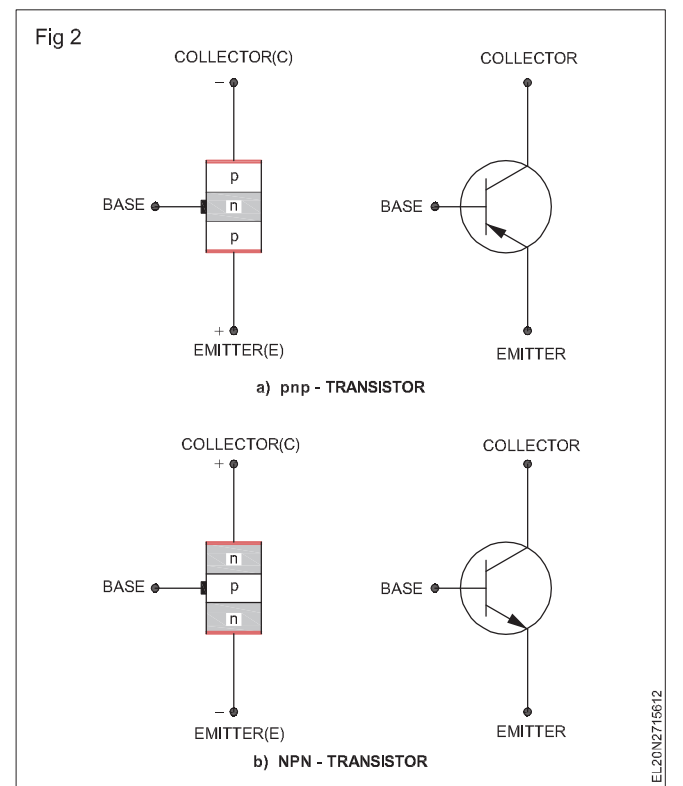 Fig 2
COLLECTOR(C)
–
p
BASE
n
p
+
EMITTER(E)
COLLECTOR
BASE
EMITTER
a) pnp - TRANSISTOR
COLLECTOR(C)
+
n
BASE
p
n
–
EMITTER(E)
COLLECTOR
BASE
EMITTER
b) NPN - TRANSISTOR
EL20N2715612